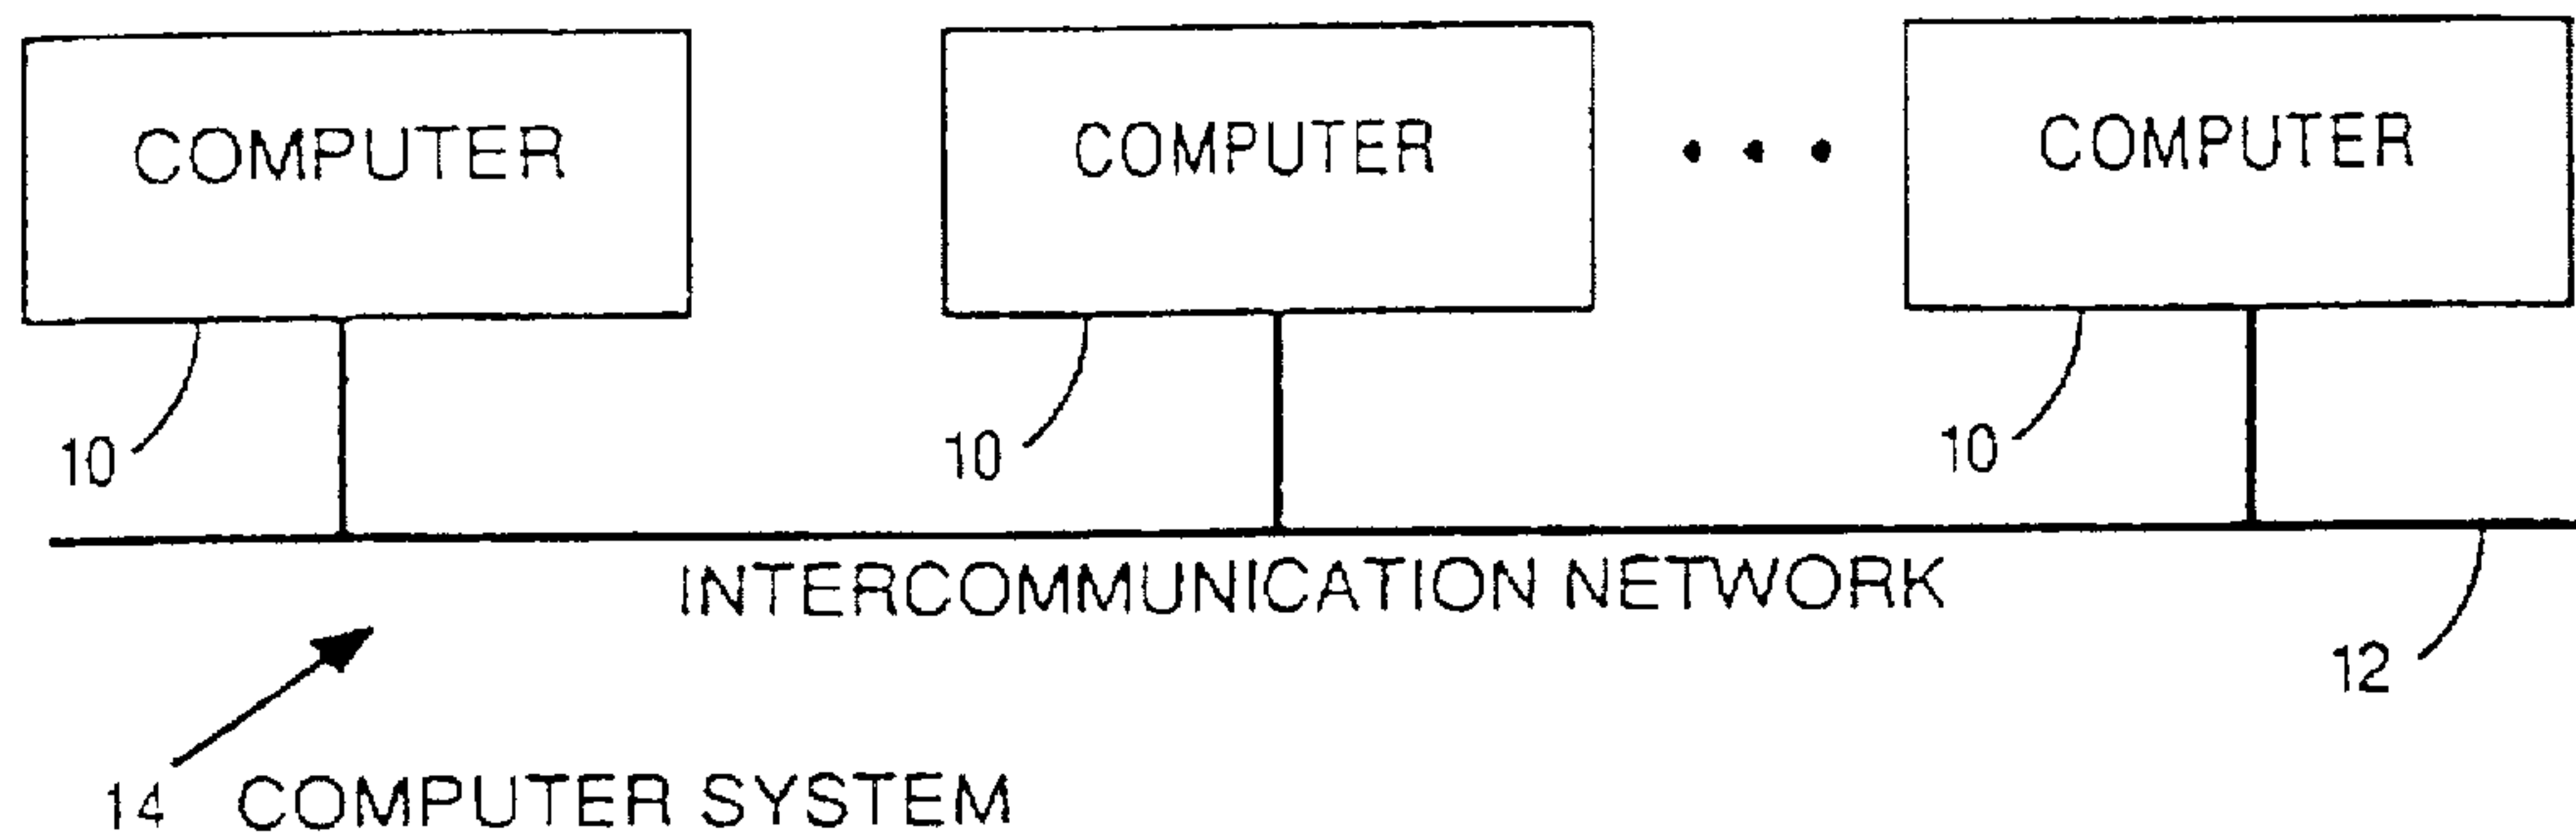 COMPUTER COMPUTER • • • COMPUTER
10 10 10
INTERCOMMUNICATION NETWORK
12
14 COMPUTER SYSTEM